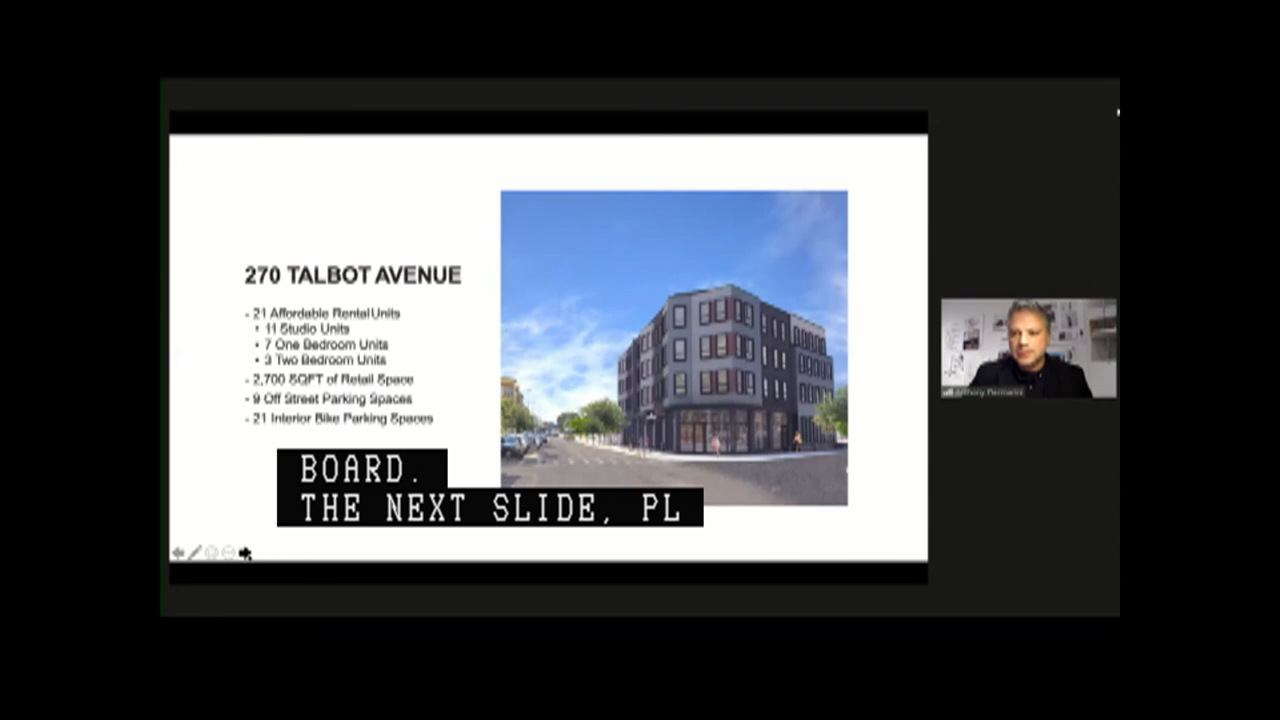 270 TALBOT AVENUE
- 21 Affordable Rental Units
• 11 Studio Units
• 7 One Bedroom Units
• 3 Two Bedroom Units
- 2,700 SQFT of Retail Space
- 9 Off Street Parking Spaces
- 21 Interior Bike Parking Spaces
BOARD.
THE NEXT SLIDE, PL
Anthony